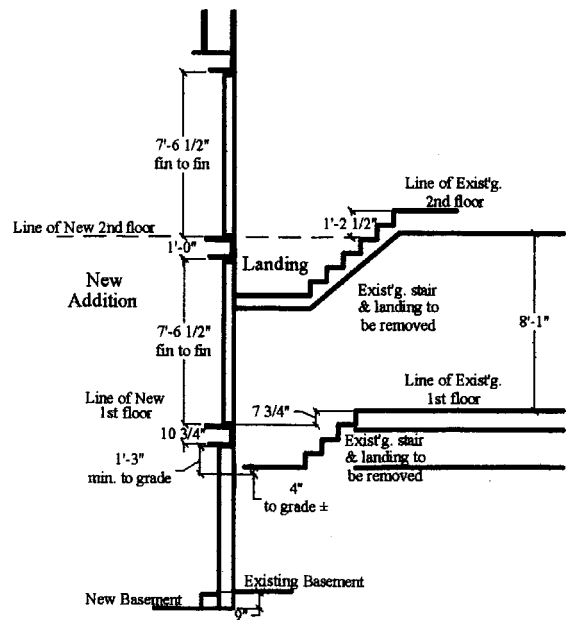 7'-6 1/2"
fin to fin
Line of Exist'g.
2nd floor
1'-2 1/2"
Line of New 2nd floor
1'-0"
Landing
New
Addition
Exist'g. stair
& landing to
be removed
8'-1"
7'-6 1/2"
fin to fin
Line of New
1st floor
Line of Exist'g.
1st floor
7 3/4"
10 3/4"
Exist'g. stair
& landing to
be removed
1'-3"
min. to grade
4"
to grade ±
Existing Basement
New Basement
9"